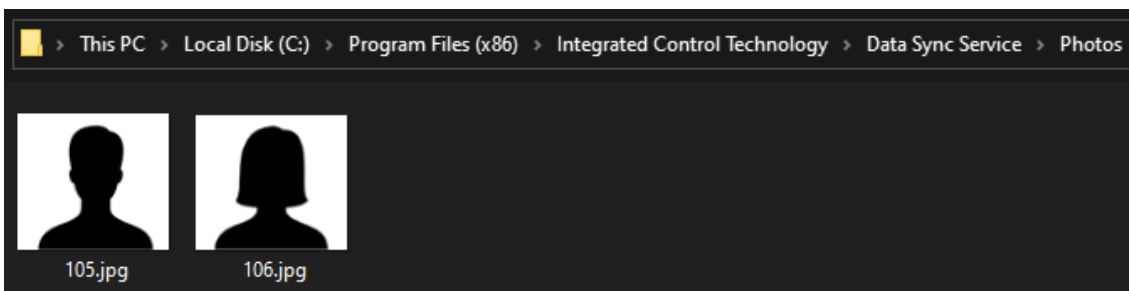 This PC > Local Disk (C:) > Program Files (x86) > Integrated Control Technology > Data Sync Service > Photos
105.jpg
106.jpg